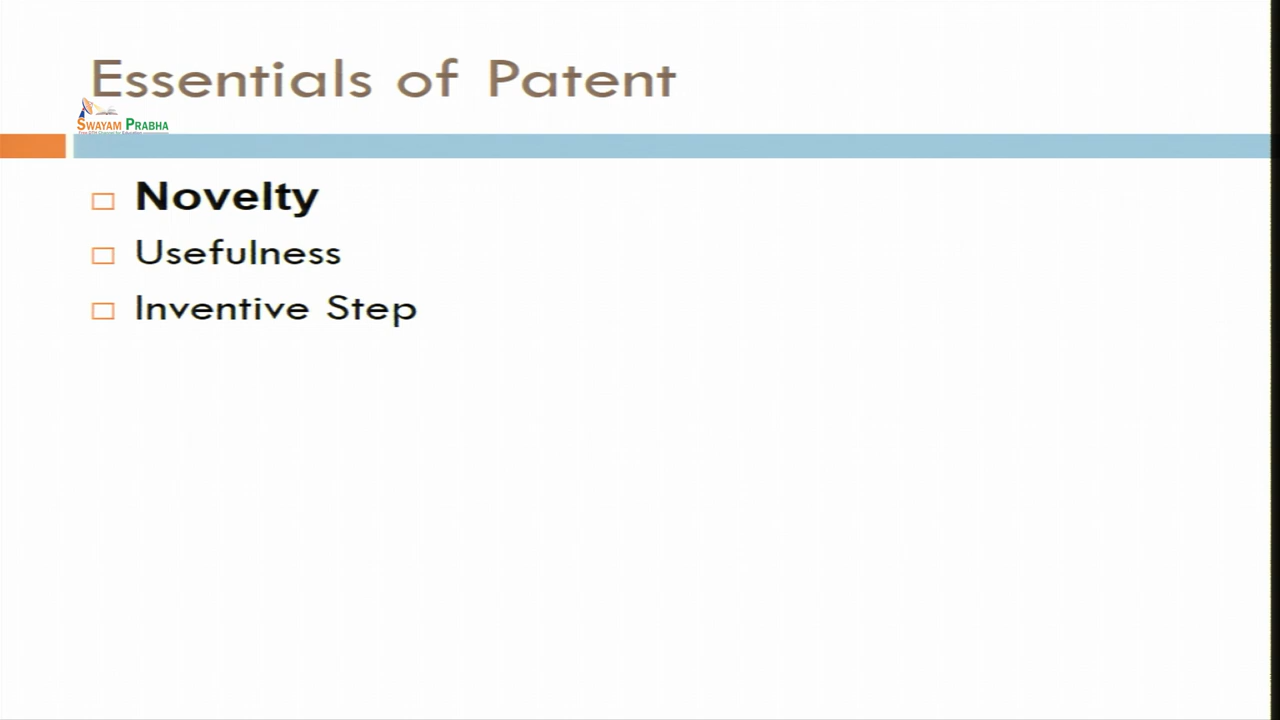 Essentials of Patent
SWAYAM PRABHA
Novelty
Usefulness
Inventive Step